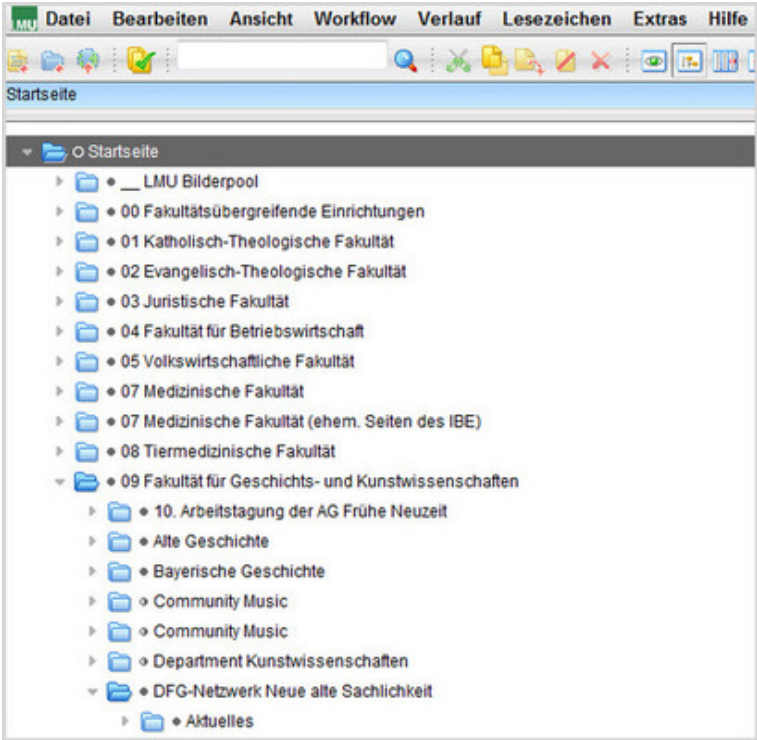 MU Datei Bearbeiten Ansicht Workflow Verlauf Lesezeichen Extras Hilfe
Startseite
Startseite
__ LMU Bilderpool
00 Fakultätsübergreifende Einrichtungen
01 Katholisch-Theologische Fakultät
02 Evangelisch-Theologische Fakultät
03 Juristische Fakultät
04 Fakultät für Betriebswirtschaft
05 Volkswirtschaftliche Fakultät
07 Medizinische Fakultät
07 Medizinische Fakultät (ehem. Seiten des IBE)
08 Tiermedizinische Fakultät
09 Fakultät für Geschichts- und Kunstwissenschaften
10. Arbeitstagung der AG Frühe Neuzeit
Alte Geschichte
Bayerische Geschichte
Community Music
Community Music
Department Kunstwissenschaften
DFG-Netzwerk Neue alte Sachlichkeit
Aktuelles